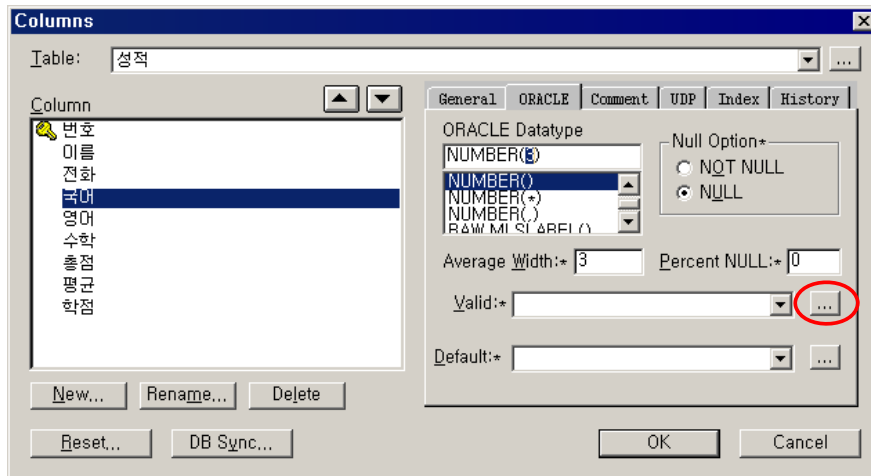 Columns
Table: 성적 ...
Column
번호
이름
전화
국어
영어
수학
총점
평균
학점
New...
Rename...
Delete
Reset...
DB Sync...
General ORACLE Comment UDP Index History
ORACLE Datatype
NUMBER(3)
NUMBER()
NUMBER(*)
NUMBER(,)
RAW MLSLABEL()
Null Option*
NOT NULL
NULL
Average Width:* 3 Percent NULL:* 0
Valid:* ...
Default:* ...
OK Cancel